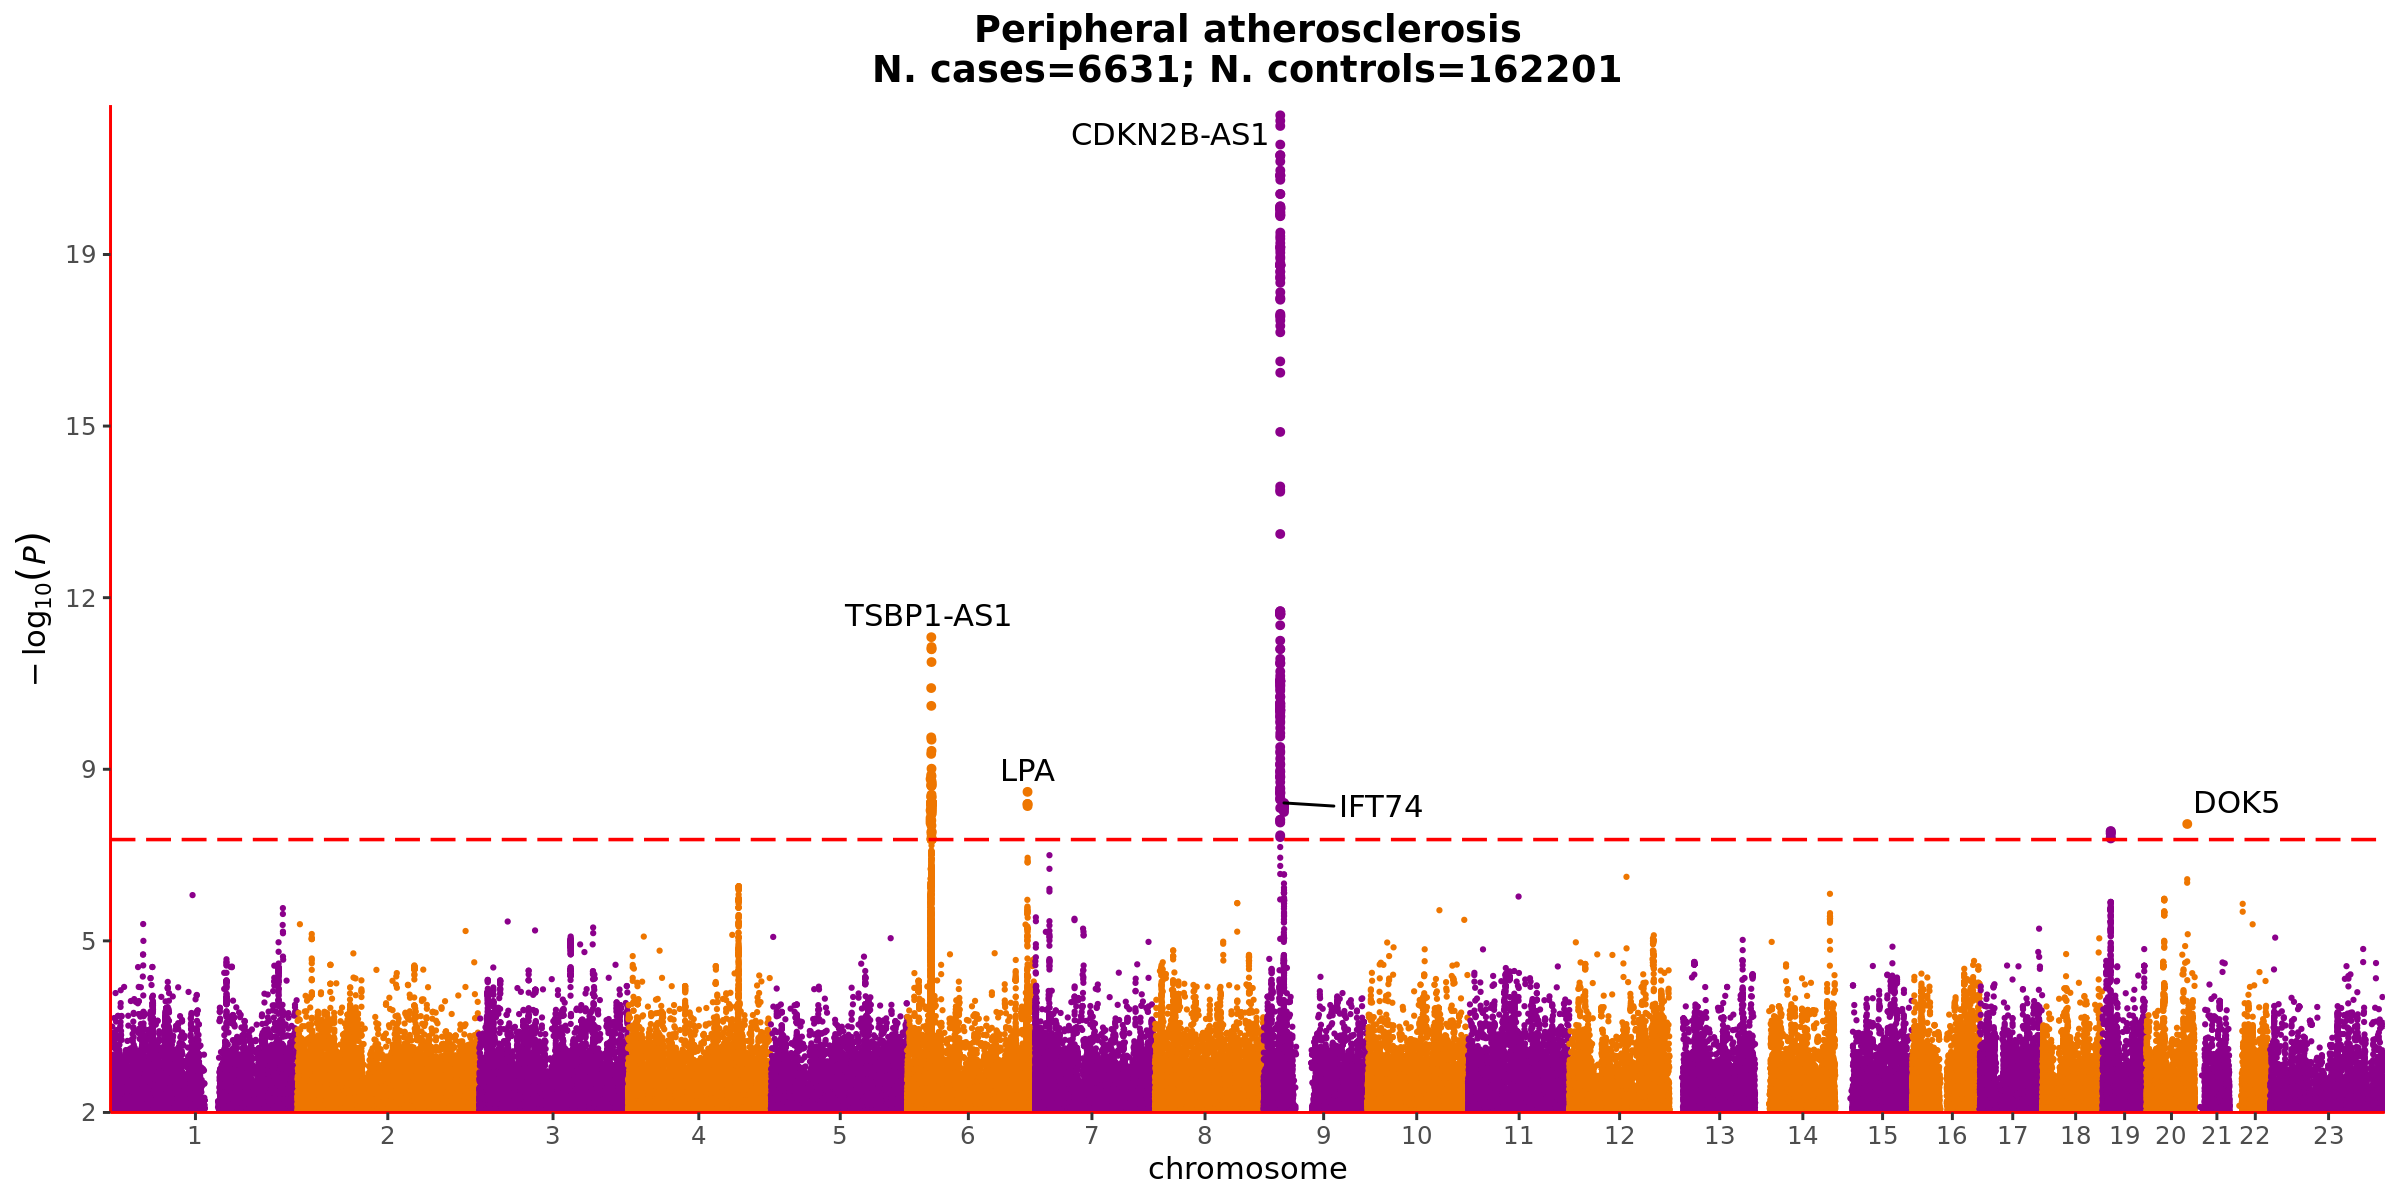 Peripheral atherosclerosis
N. cases=6631; N. controls=162201
CDKN2B-AS1
19
15
−log10(P)
12
TSBP1-AS1
9
LPA
IFT74
DOK5
5
2
1 2 3 4 5 6 7 8 9 10 11 12 13 14 15 16 17 18 19 20 21 22 23
chromosome